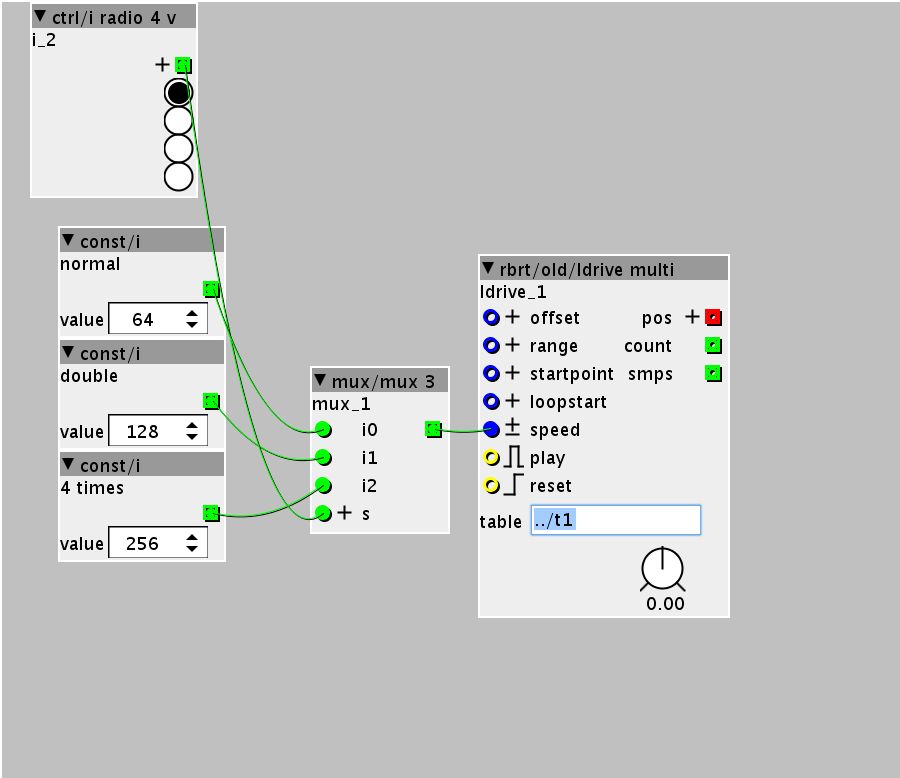 ▼ ctrl/i radio 4 v
i_2
+
▼ const/i
normal
value 64
▼ const/i
double
value 128
▼ const/i
4 times
value 256
▼ mux/mux 3
mux_1
i0
i1
i2
+ s
▼ rbrt/old/ldrive multi
ldrive_1
+ offset pos +
+ range count
+ startpoint smps
+ loopstart
± speed
play
reset
table ../t1
0.00